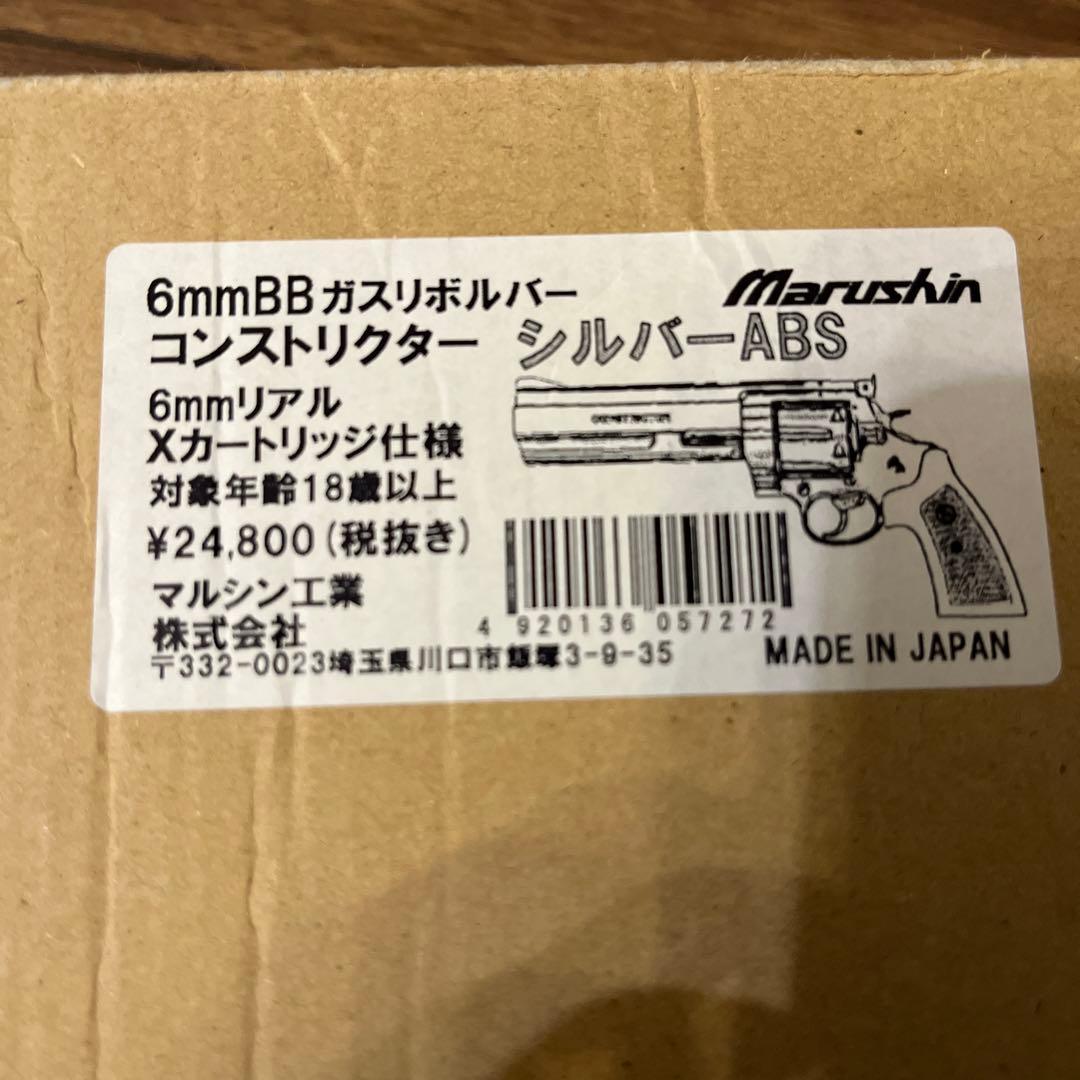 6mmBBガスリボルバー
Marushin
コンストリクター シルバーABS
6mmリアル
Xカートリッジ仕様
対象年齢18歳以上
¥24,800(税抜き)
マルシン工業
株式会社
4 920136 057272
〒332-0023埼玉県川口市飯塚3-9-35
MADE IN JAPAN